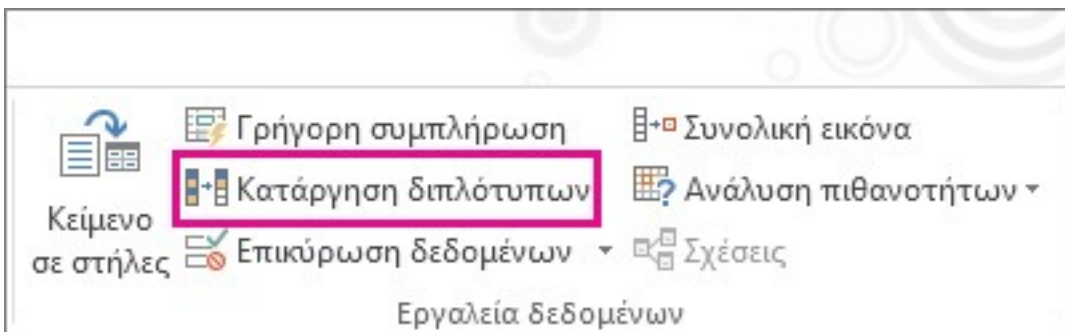 Κείμενο
σε στήλες
Γρήγορη συμπλήρωση
Κατάργηση διπλότυπων
Επικύρωση δεδομένων
Συνολική εικόνα
Ανάλυση πιθανοτήτων
Σχέσεις
Εργαλεία δεδομένων